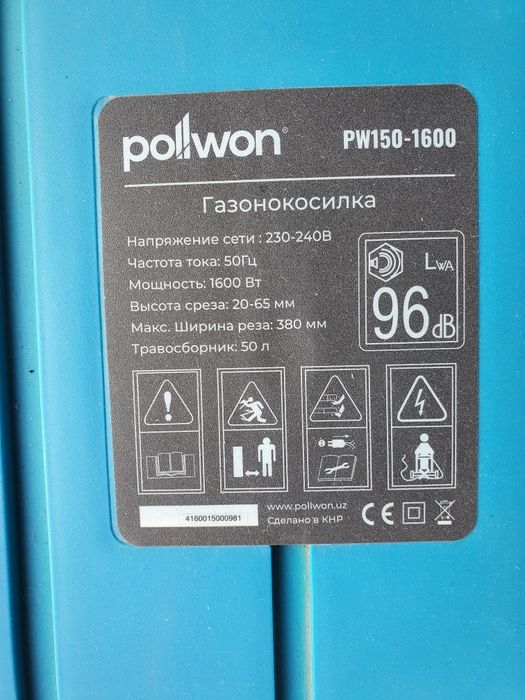 pollwon®
PW150-1600
Газонокосилка
Напряжение сети : 230-240В
Частота тока: 50Гц
Мощность: 1600 Вт
Высота среза: 20-65 мм
Макс. Ширина реза: 380 мм
Травосборник: 50 л
LWA
96 dB
4160015000981
www.pollwon.uz
Сделано в КНР
CE